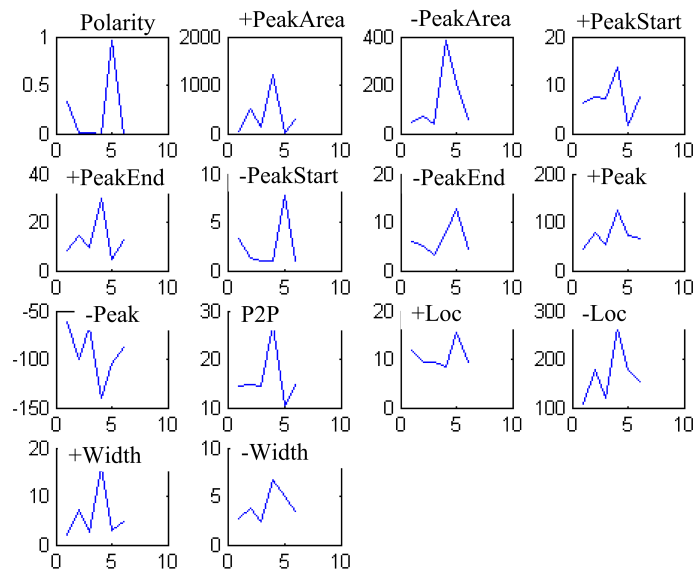 Polarity +PeakArea -PeakArea +PeakStart
1 2000 400 20
0.5 1000 200 10
0 0 0 0
0 5 10 0 5 10 0 5 10 0 5 10
+PeakEnd -PeakStart -PeakEnd +Peak
40 10 20 200
20 5 10 100
0 0 0 0
0 5 10 0 5 10 0 5 10 0 5 10
-Peak P2P +Loc -Loc
-50 30 20 300
-100 20 10 200
-150 10 0 100
0 5 10 0 5 10 0 5 10 0 5 10
+Width -Width
20 10
10 5
0 0
0 5 10 0 5 10